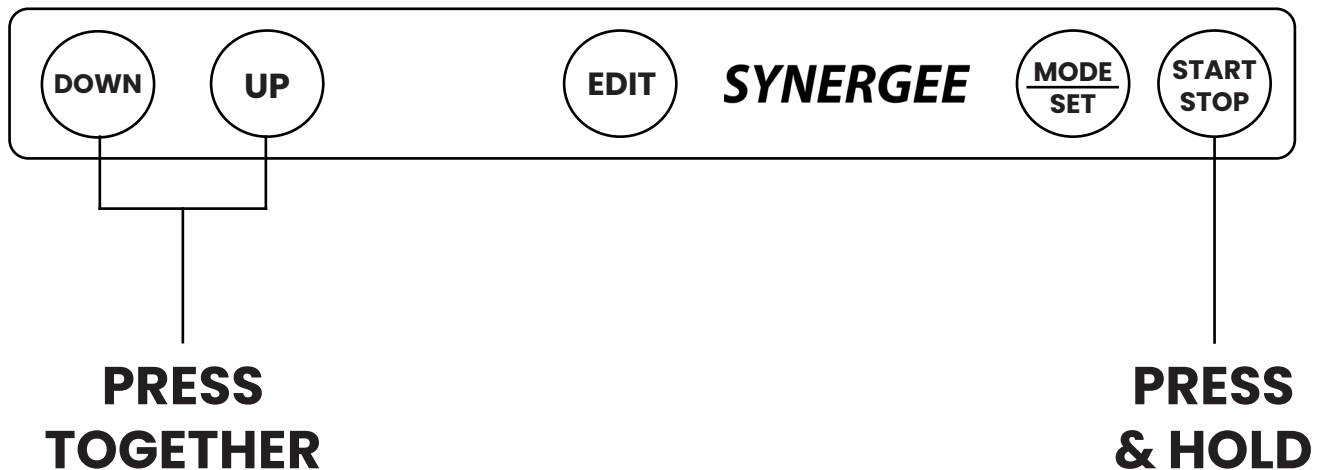 DOWN
UP
EDIT
SYNERGEE
MODE
SET
START
STOP
PRESS
TOGETHER
PRESS
& HOLD